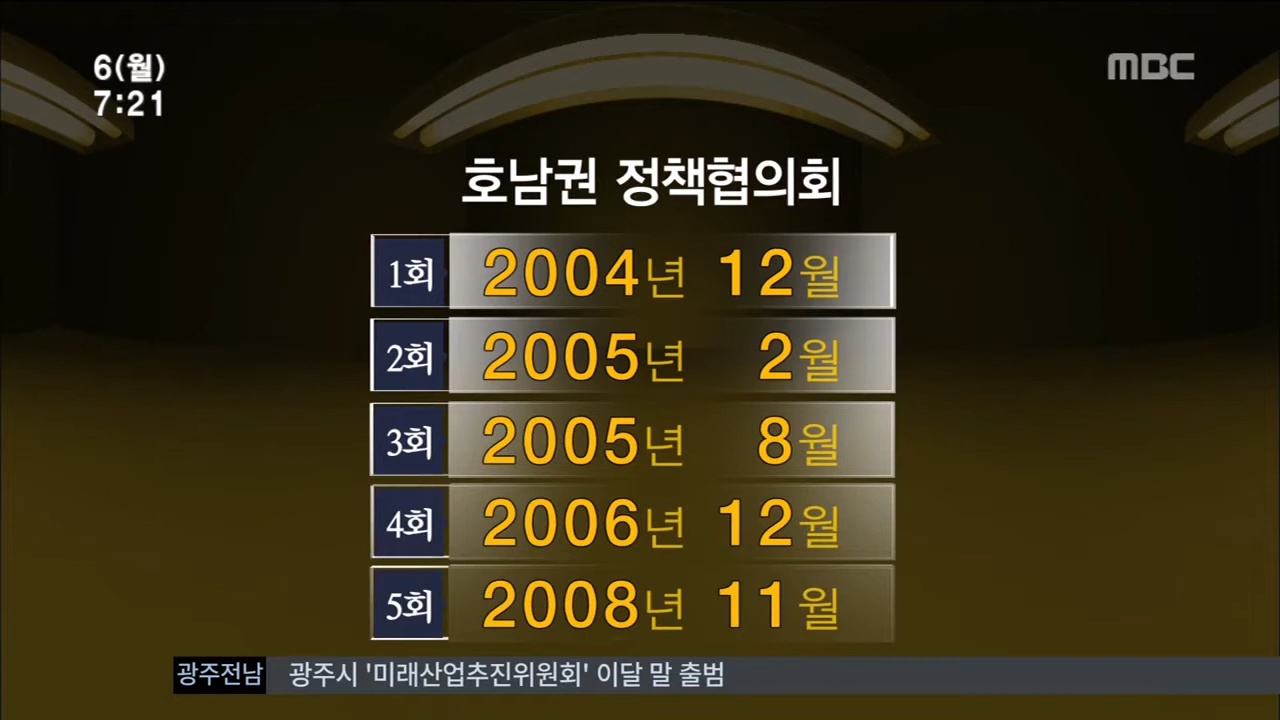 6(월)
7:21
MBC
호남권 정책협의회
1회 2004년 12월
2회 2005년 2월
3회 2005년 8월
4회 2006년 12월
5회 2008년 11월
광주전남 광주시 '미래산업추진위원회' 이달 말 출범